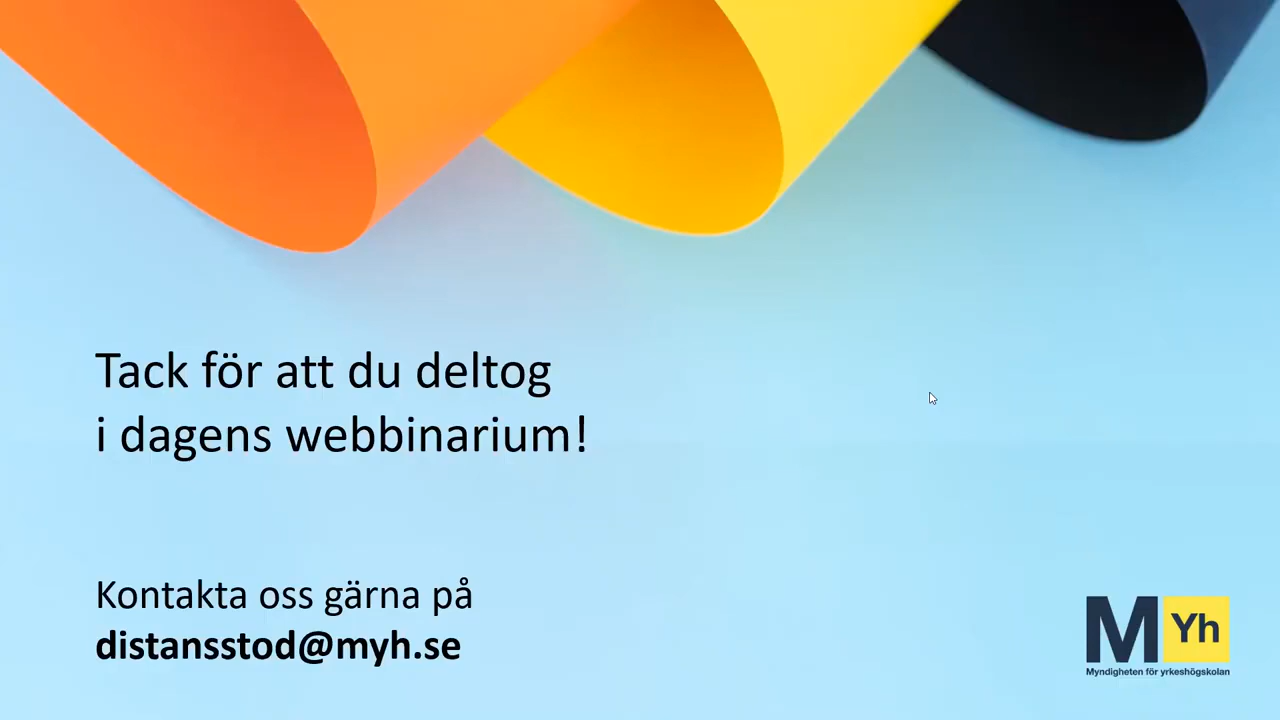 Tack för att du deltog
i dagens webbinarium!
Kontakta oss gärna på
distansstod@myh.se
M Yh
Myndigheten för yrkeshögskolan